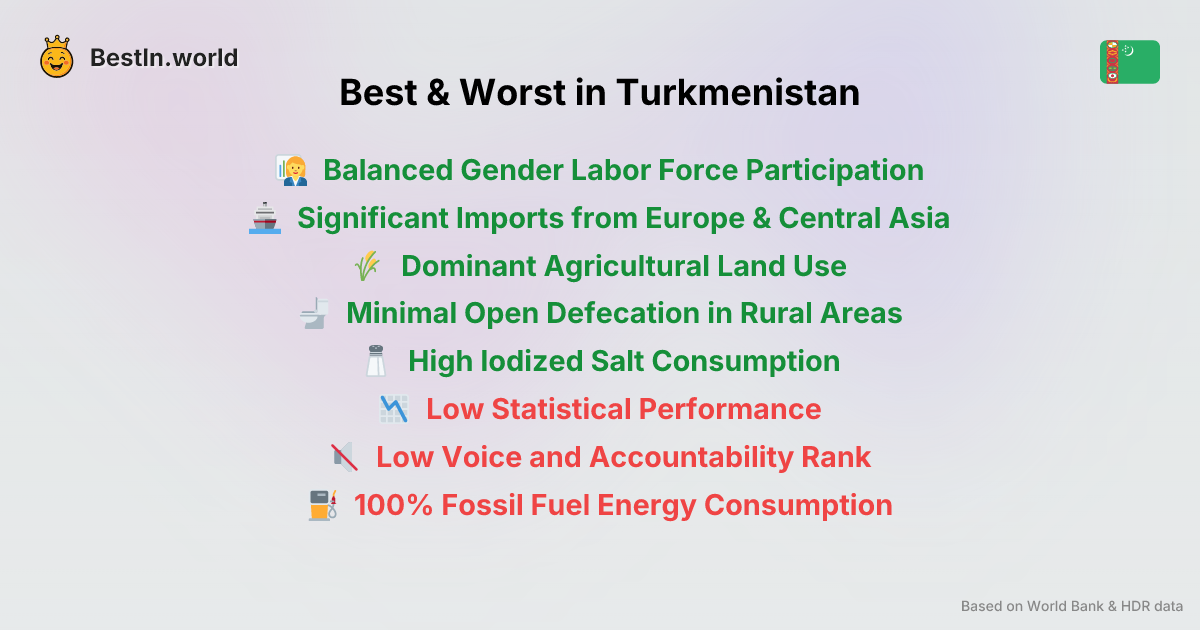 BestIn.world
Best & Worst in Turkmenistan
Balanced Gender Labor Force Participation
Significant Imports from Europe & Central Asia
Dominant Agricultural Land Use
Minimal Open Defecation in Rural Areas
High Iodized Salt Consumption
Low Statistical Performance
Low Voice and Accountability Rank
100% Fossil Fuel Energy Consumption
Based on World Bank & HDR data